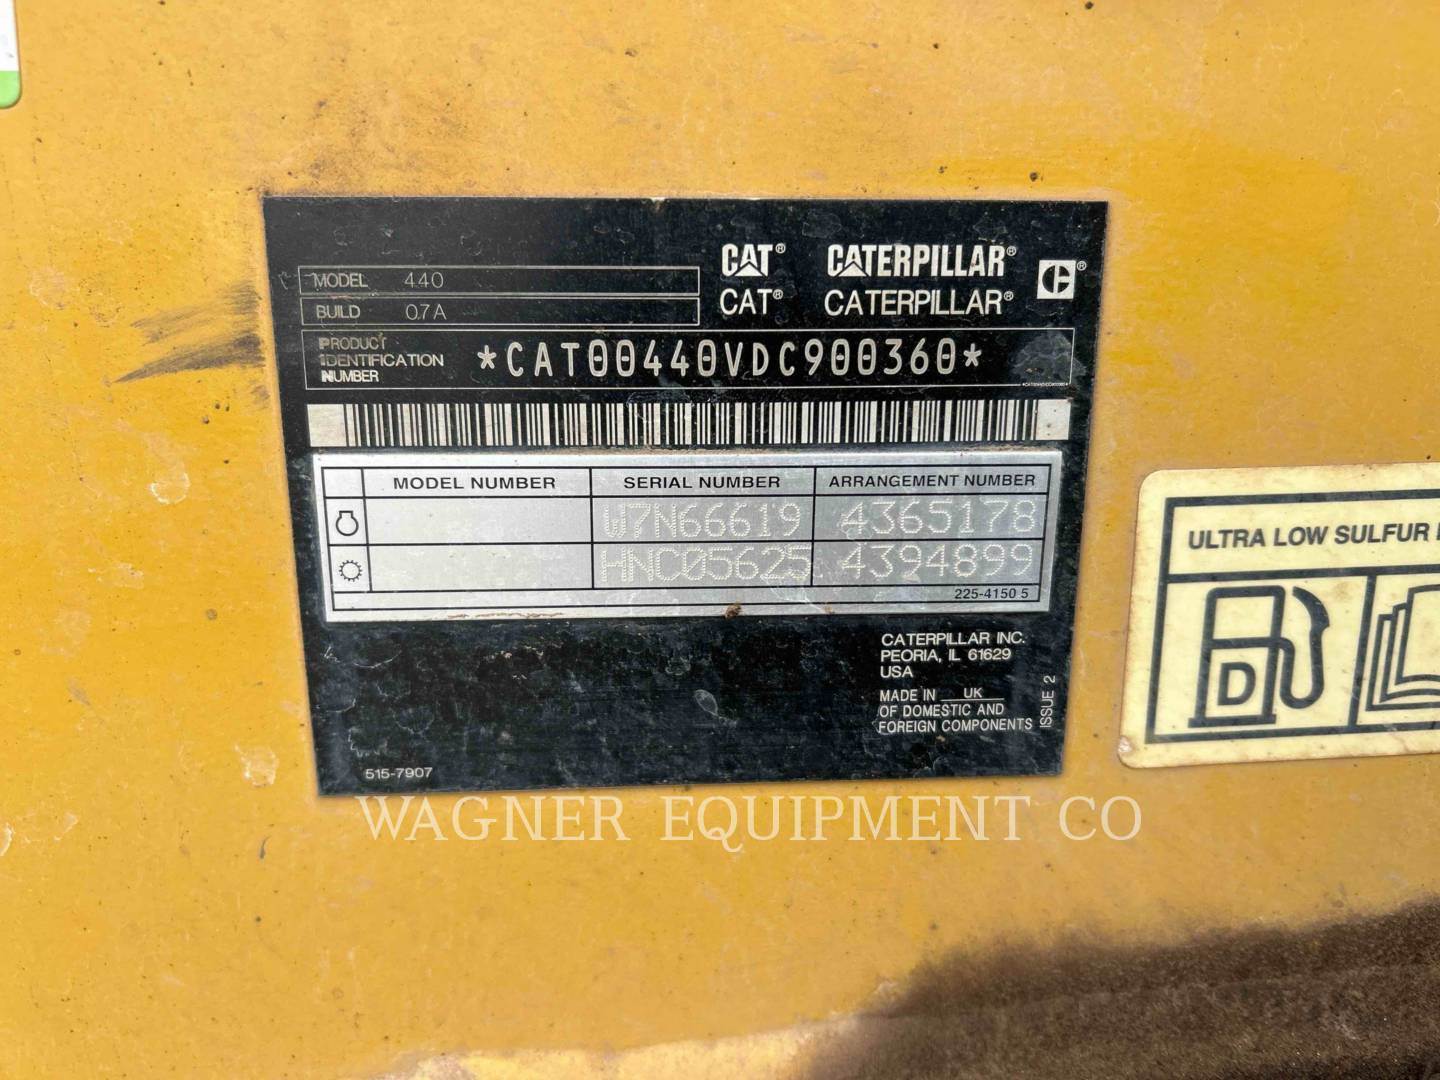 CAT® CATERPILLAR®
CAT® CATERPILLAR® ®
MODEL 440
BUILD 07A
PRODUCT
IDENTIFICATION
NUMBER
*CAT00440VDC900360*
MODEL NUMBER SERIAL NUMBER ARRANGEMENT NUMBER
W7N66619 4365178
HNC05625 4394899
225-4150 5
CATERPILLAR INC.
PEORIA, IL 61629
USA
MADE IN UK
OF DOMESTIC AND
FOREIGN COMPONENTS
ISSUE 2
515-7907
ULTRA LOW SULFUR
D
WAGNER EQUIPMENT CO